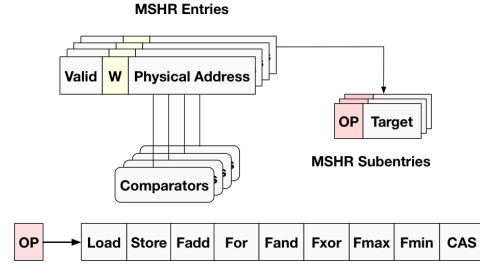 MSHR Entries
Valid W Physical Address
OP Target
MSHR Subentries
Comparators
OP Load Store Fadd For Fand Fxor Fmax Fmin CAS